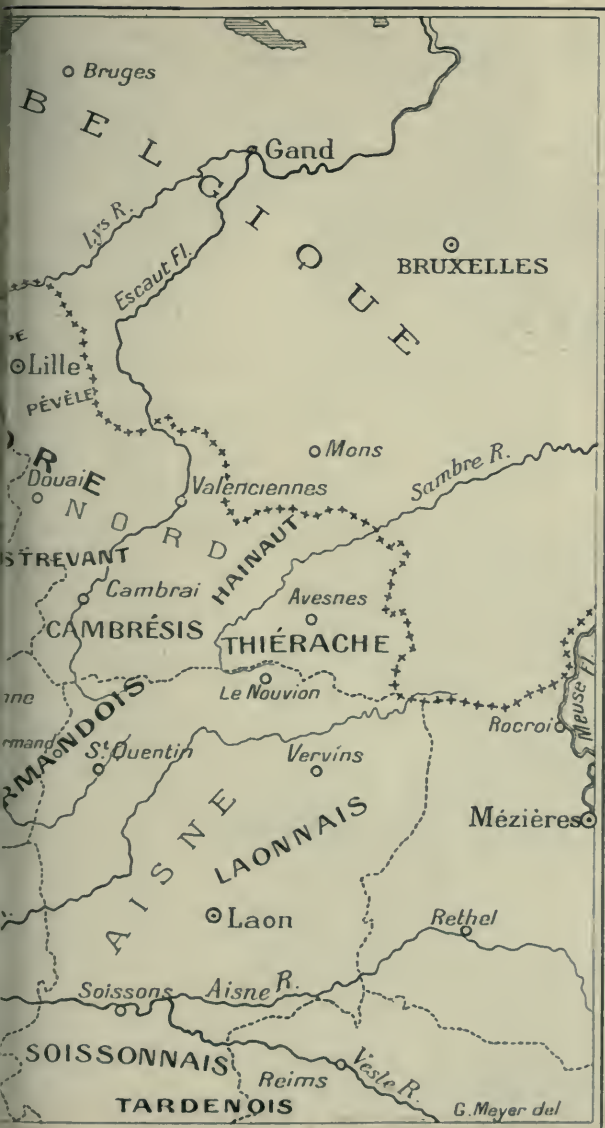 Bruges
BELGIQUE
Gand
Lys R.
Escaut Fl.
BRUXELLES
Lille
PÉVÈLE
Mons
Sambre R.
Douai
Valenciennes
NORD
HAINAUT
Cambrai
Avesnes
CAMBRÉSIS
THIÉRACHE
Le Nouvion
Meuse Fl.
Rocroi
St Quentin
Vervins
Mézières
AISNE
LAONNAIS
Laon
Rethel
Soissons
Aisne R.
SOISSONNAIS
Vesle R.
Reims
TARDENOIS
G. Meyer del